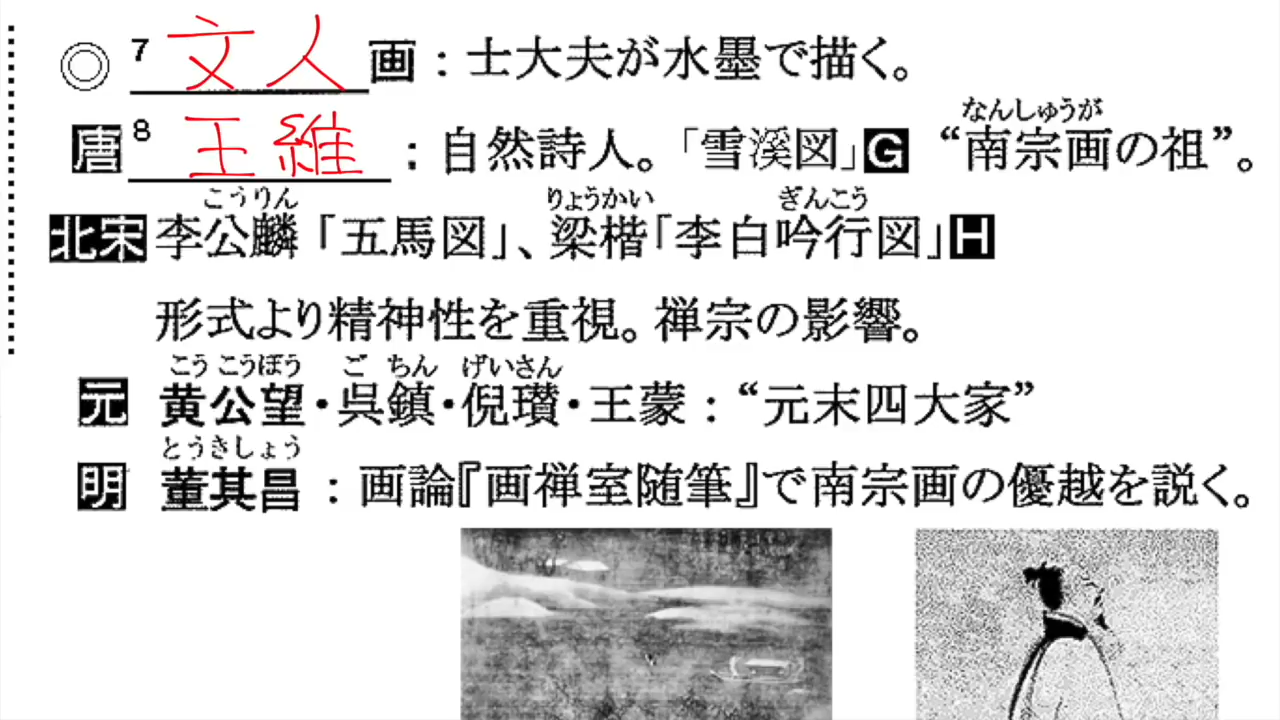 ◎ 7 文人画：士大夫が水墨で描く。
なんしゅうが
唐 8 王維：自然詩人。「雪溪図」G “南宗画の祖”。
こうりん りょうかい ぎんこう
北宋 李公麟「五馬図」、梁楷「李白吟行図」H
形式より精神性を重視。禅宗の影響。
こう こうぼう ご ちん げいさん
元 黄公望・呉鎮・倪瓚・王蒙：“元末四大家”
とうきしょう
明 董其昌：画論『画禅室随筆』で南宗画の優越を説く。